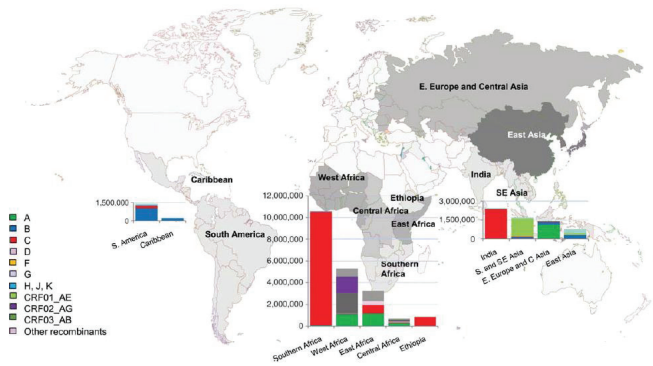 E. Europe and Central Asia
East Asia
India
SE Asia
Caribbean
South America
West Africa
Ethiopia
Central Africa
East Africa
Southern
Africa
1,500,000
0
S. America
Caribbean
A
B
C
D
F
G
H, J, K
CRF01_AE
CRF02_AG
CRF03_AB
Other recombinants
12,000,000
10,000,000
8,000,000
6,000,000
4,000,000
2,000,000
0
Southern Africa
West Africa
East Africa
Central Africa
Ethiopia
3,000,000
1,500,000
0
India
S. and SE Asia
E. Europe and C Asia
East Asia